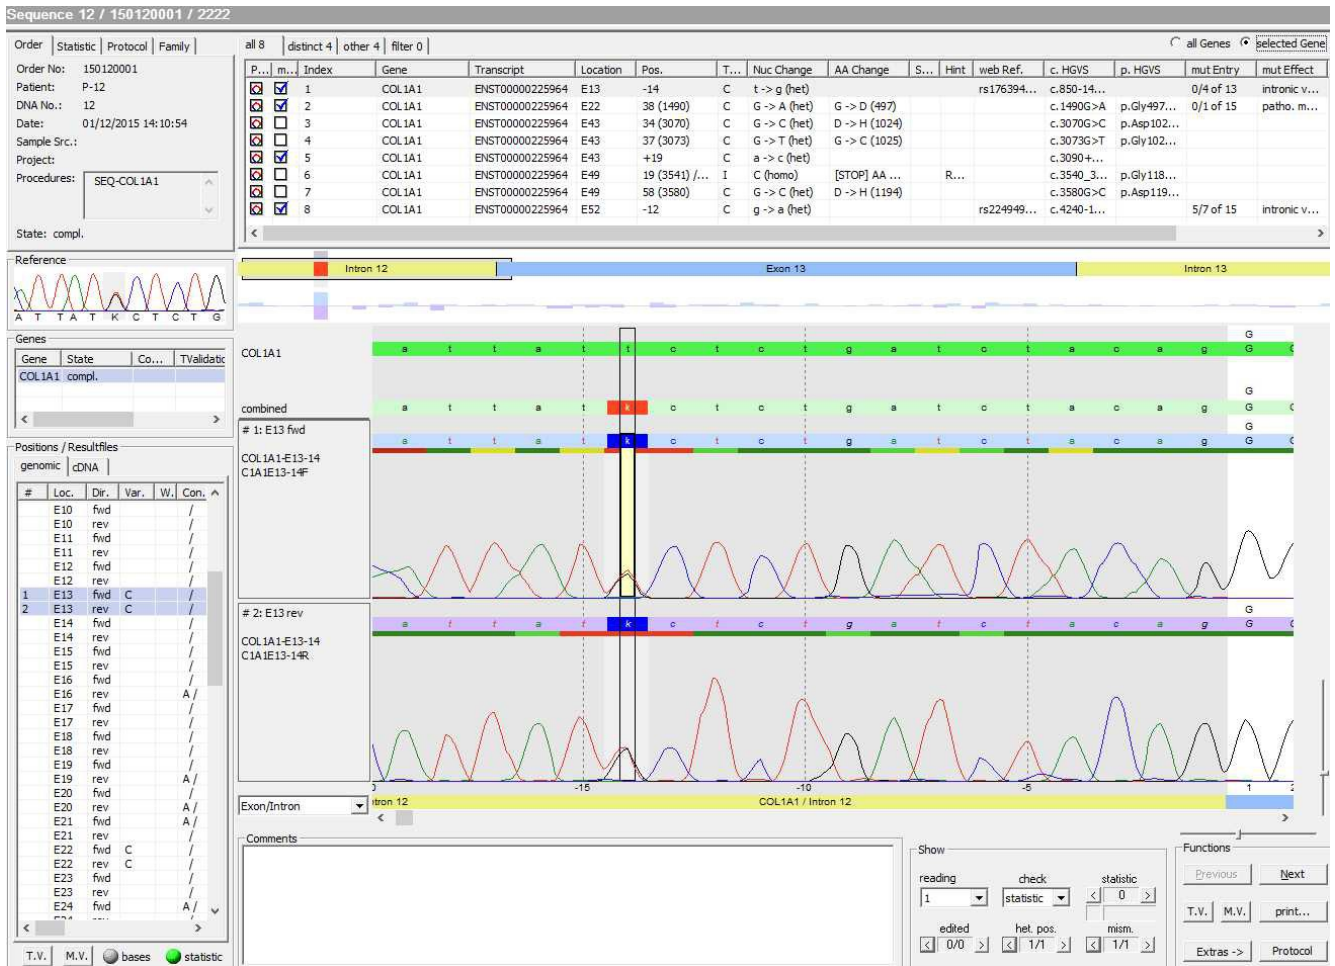 Sequence 12 / 150120001 / 2222
Order Statistic Protocol Family
Order No: 150120001
Patient: P-12
DNA No.: 12
Date: 01/12/2015 14:10:54
Sample Src.:
Project:
Procedures: SEQ-COL1A1
State: compl.
all 8 distinct 4 other 4 filter 0 all Genes selected Gene
P... m... Index Gene Transcript Location Pos. T... Nuc Change AA Change S... Hint web Ref. c. HGVS p. HGVS mut Entry mut Effect
1 COL1A1 ENST00000225964 E13 -14 C t -> g (het) rs176394... c.850-14... 0/4 of 13 intronic v...
2 COL1A1 ENST00000225964 E22 38 (1490) C G -> A (het) G -> D (497) c.1490G>A p.Gly497... 0/1 of 15 patho. m...
3 COL1A1 ENST00000225964 E43 34 (3070) C G -> C (het) D -> H (1024) c.3070G>C p.Asp102...
4 COL1A1 ENST00000225964 E43 37 (3073) C G -> T (het) G -> C (1025) c.3073G>T p.Gly102...
5 COL1A1 ENST00000225964 E43 +19 C a -> c (het) c.3090+...
6 COL1A1 ENST00000225964 E49 19 (3541) /... I C (homo) [STOP] AA ... R... c.3540_3... p.Gly118...
7 COL1A1 ENST00000225964 E49 58 (3580) C G -> C (het) D -> H (1194) c.3580G>C p.Asp119...
8 COL1A1 ENST00000225964 E52 -12 C g -> a (het) rs224949... c.4240-1... 5/7 of 15 intronic v...
Reference
A T T A T K C T C T G
Genes
Gene State Co... TValidatic
COL1A1 compl.
Intron 12 Exon 13 Intron 13
G
COL1A1 a t t a t t c t c t g a t c t a c a g G
G
combined a t t a t k c t c t g a t c t a c a g G
G
# 1: E13 fwd
a t t a t k c t c t g a t c t a c a g G
COL1A1-E13-14
C1A1E13-14F
G
# 2: E13 rev
a t t a t k c t c t g a t c t a c a g G
COL1A1-E13-14
C1A1E13-14R
-15 -10 -5 1
Exon/Intron tron 12 COL1A1 / Intron 12
Positions / Resultfiles
genomic cDNA
# Loc. Dir. Var. W. Con.
E10 fwd /
E10 rev /
E11 fwd /
E11 rev /
E12 fwd /
E12 rev /
1 E13 fwd C /
2 E13 rev C /
E14 fwd /
E14 rev /
E15 fwd /
E15 rev /
E16 fwd /
E16 rev A /
E17 fwd /
E17 rev /
E18 fwd /
E18 rev /
E19 fwd /
E19 rev A /
E20 fwd /
E20 rev A /
E21 fwd A /
E21 rev /
E22 fwd C /
E22 rev C /
E23 fwd /
E23 rev /
E24 fwd A /
T.V. M.V. bases statistic
Comments
Show
reading check statistic
1 statistic < 0 >
edited het. pos. mism.
< 0/0 > < 1/1 > < 1/1 >
Functions
Previous Next
T.V. M.V. print...
Extras -> Protocol